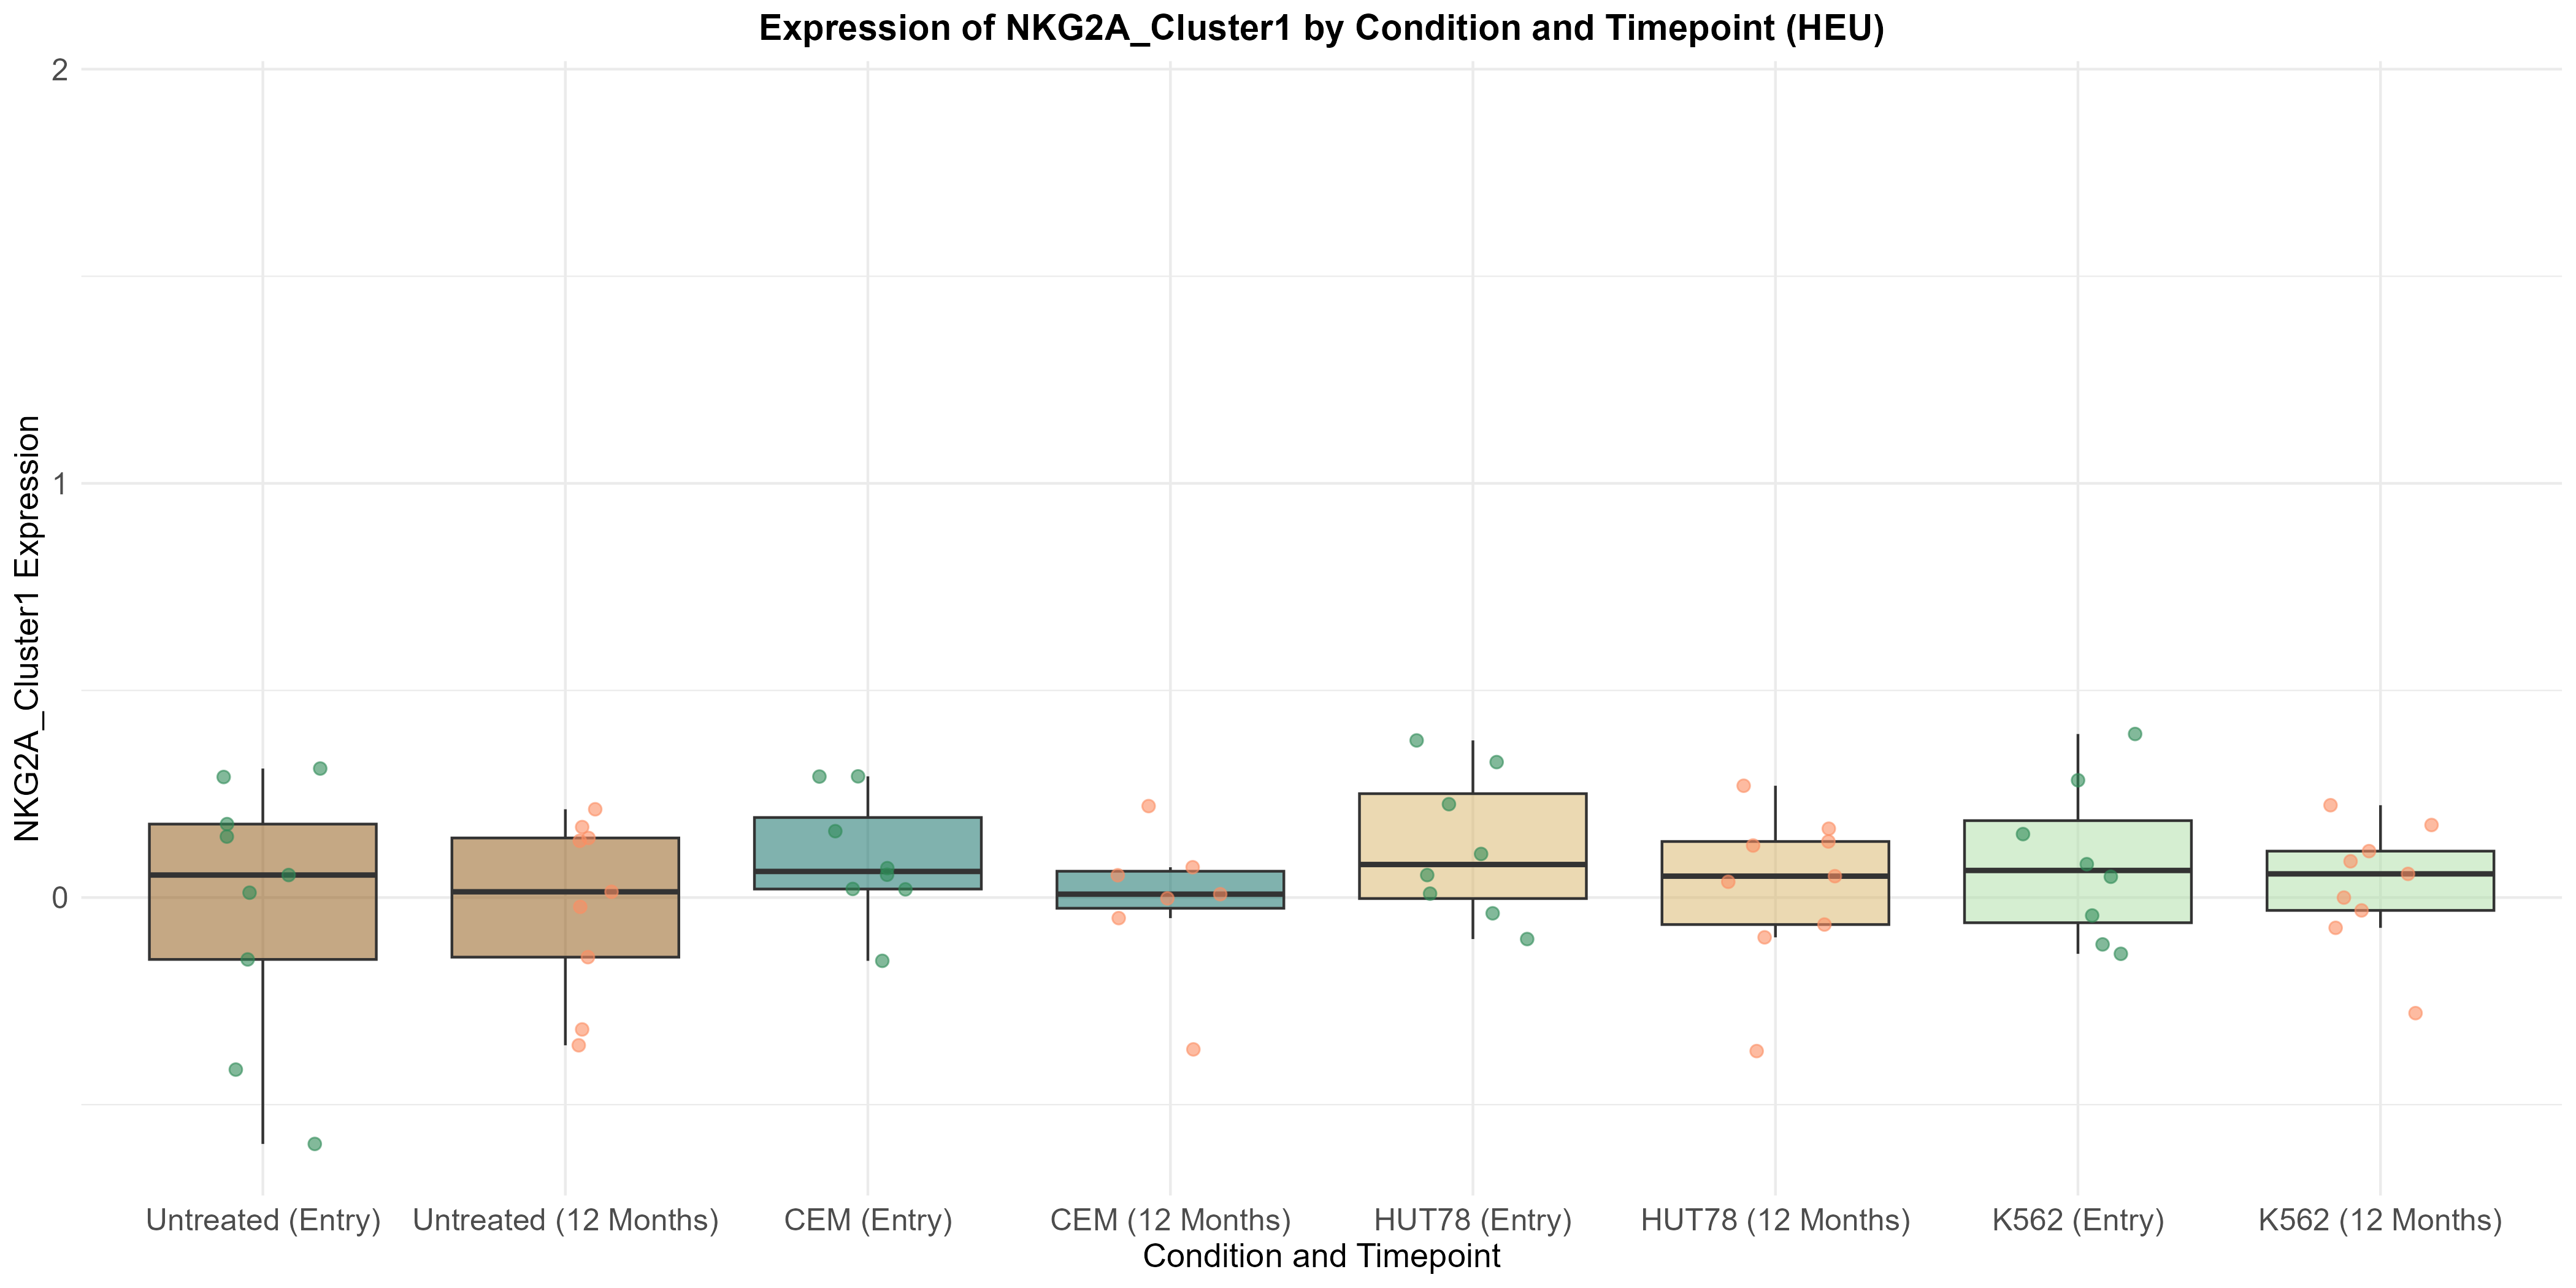 Expression of NKG2A_Cluster1 by Condition and Timepoint (HEU)
NKG2A_Cluster1 Expression
2
1
0
Untreated (Entry)
Untreated (12 Months)
CEM (Entry)
CEM (12 Months)
HUT78 (Entry)
HUT78 (12 Months)
K562 (Entry)
K562 (12 Months)
Condition and Timepoint